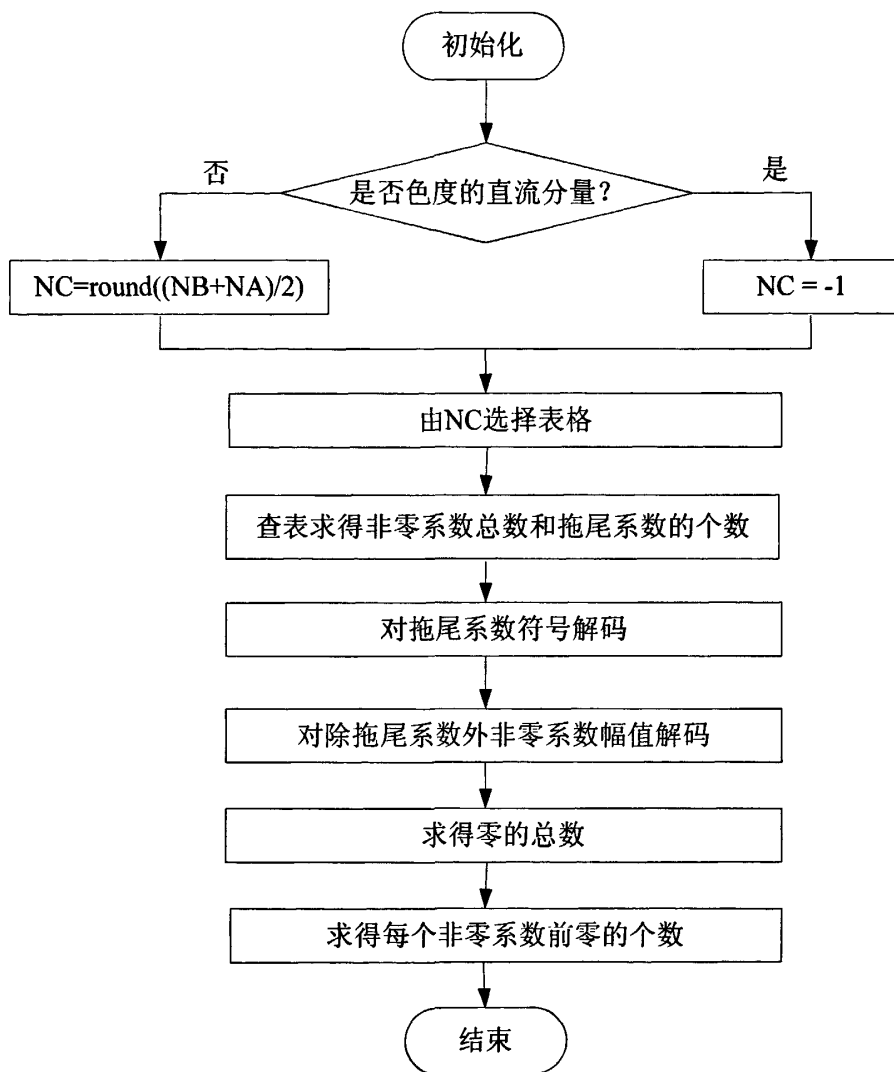 初始化
是否色度的直流分量?
否
是
NC=round((NB+NA)/2)
NC = -1
由NC选择表格
查表求得非零系数总数和拖尾系数的个数
对拖尾系数符号解码
对除拖尾系数外非零系数幅值解码
求得零的总数
求得每个非零系数前零的个数
结束